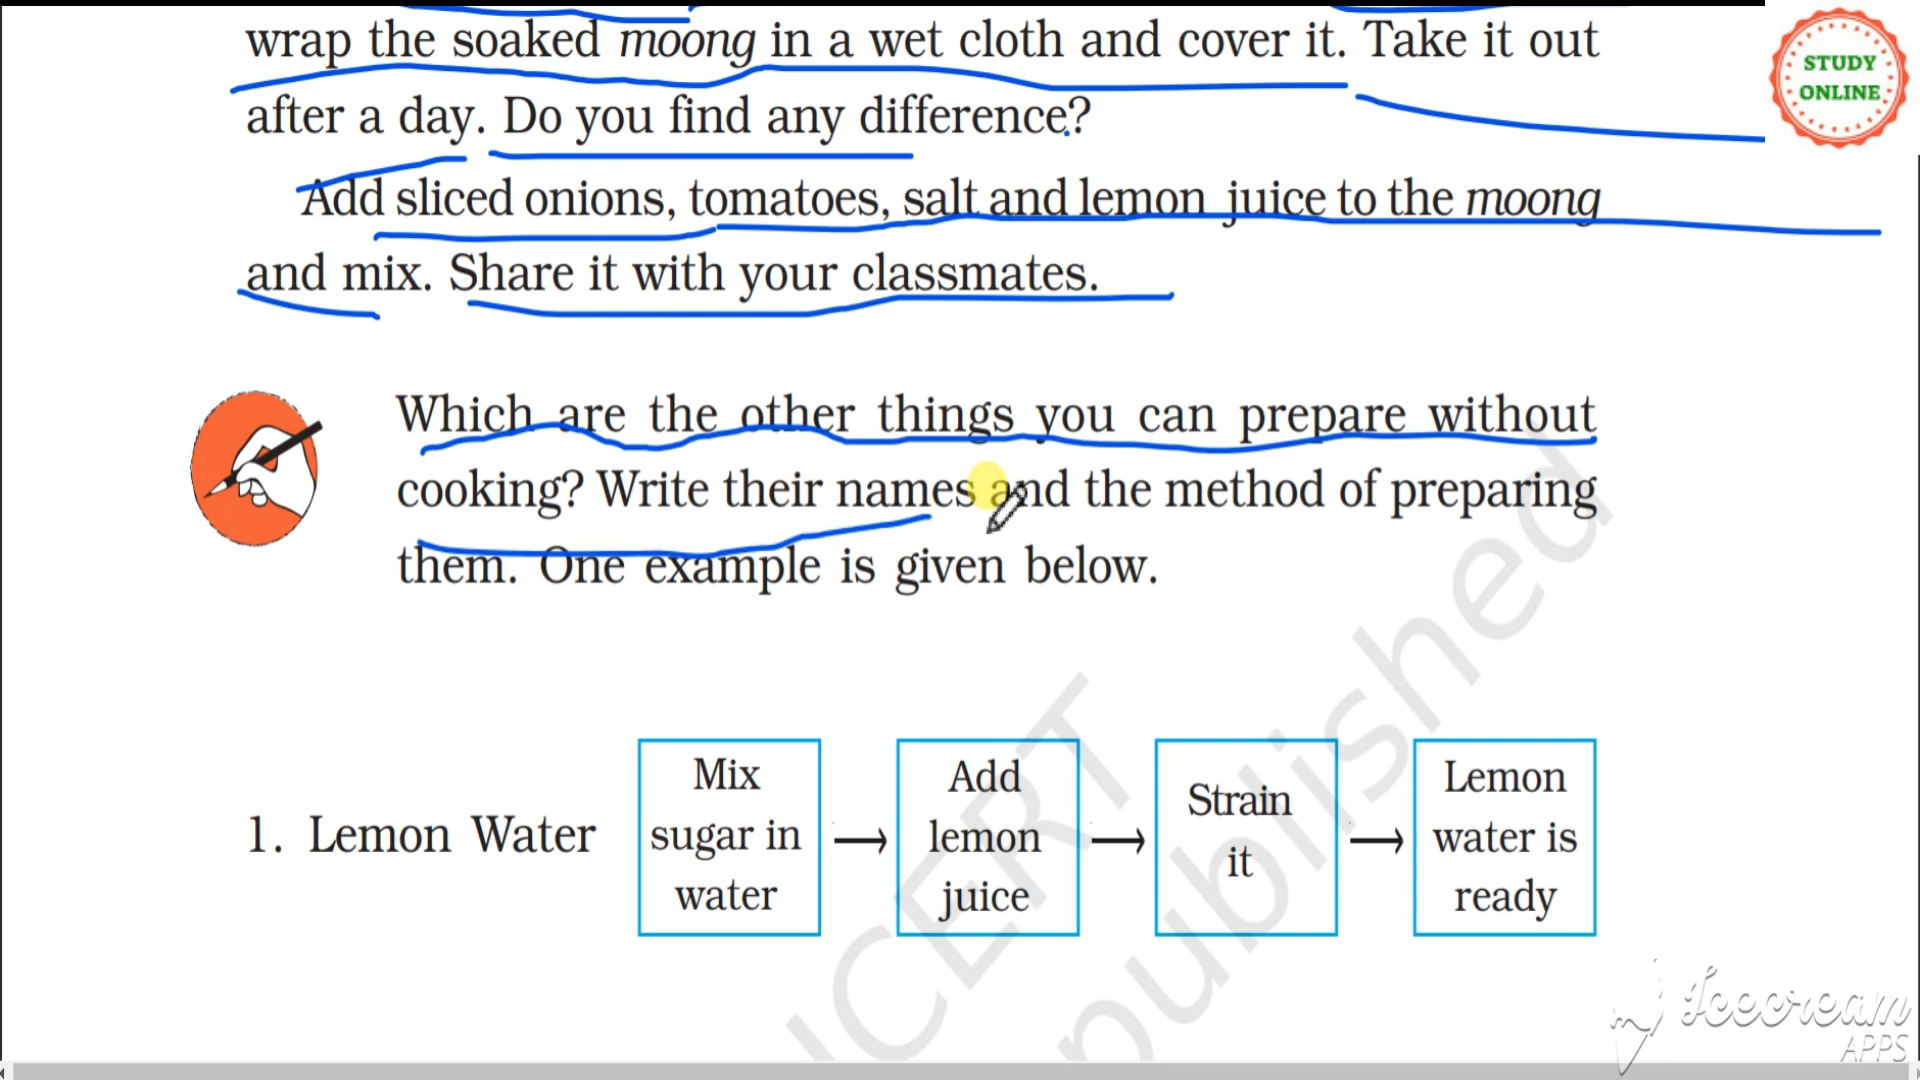 wrap the soaked moong in a wet cloth and cover it. Take it out
after a day. Do you find any difference?
Add sliced onions, tomatoes, salt and lemon juice to the moong
and mix. Share it with your classmates.
STUDY
ONLINE
Which are the other things you can prepare without
cooking? Write their names and the method of preparing
them. One example is given below.
1. Lemon Water
Mix
sugar in
water
Add
lemon
juice
Strain
it
Lemon
water is
ready
NCERT
published
Icecream
APPS